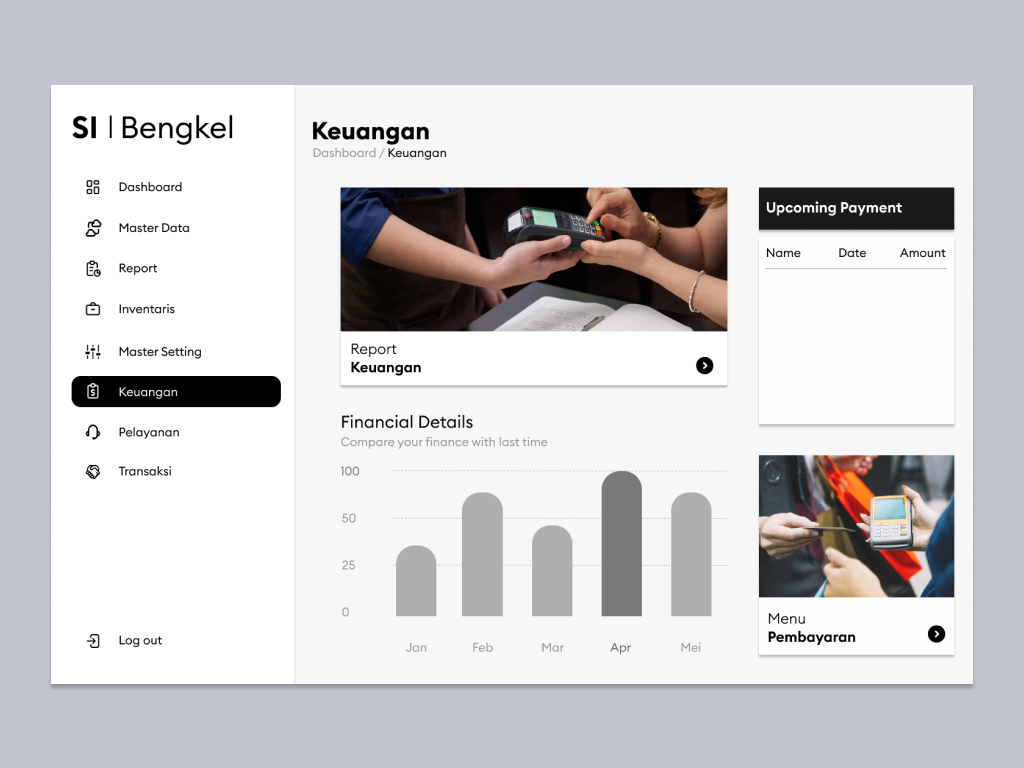 SI | Bengkel
Dashboard
Master Data
Report
Inventaris
Master Setting
Keuangan
Pelayanan
Transaksi
Log out
Keuangan
Dashboard / Keuangan
Report
Keuangan
Financial Details
Compare your finance with last time
100
50
25
0
Jan Feb Mar Apr Mei
Upcoming Payment
Name Date Amount
Menu
Pembayaran